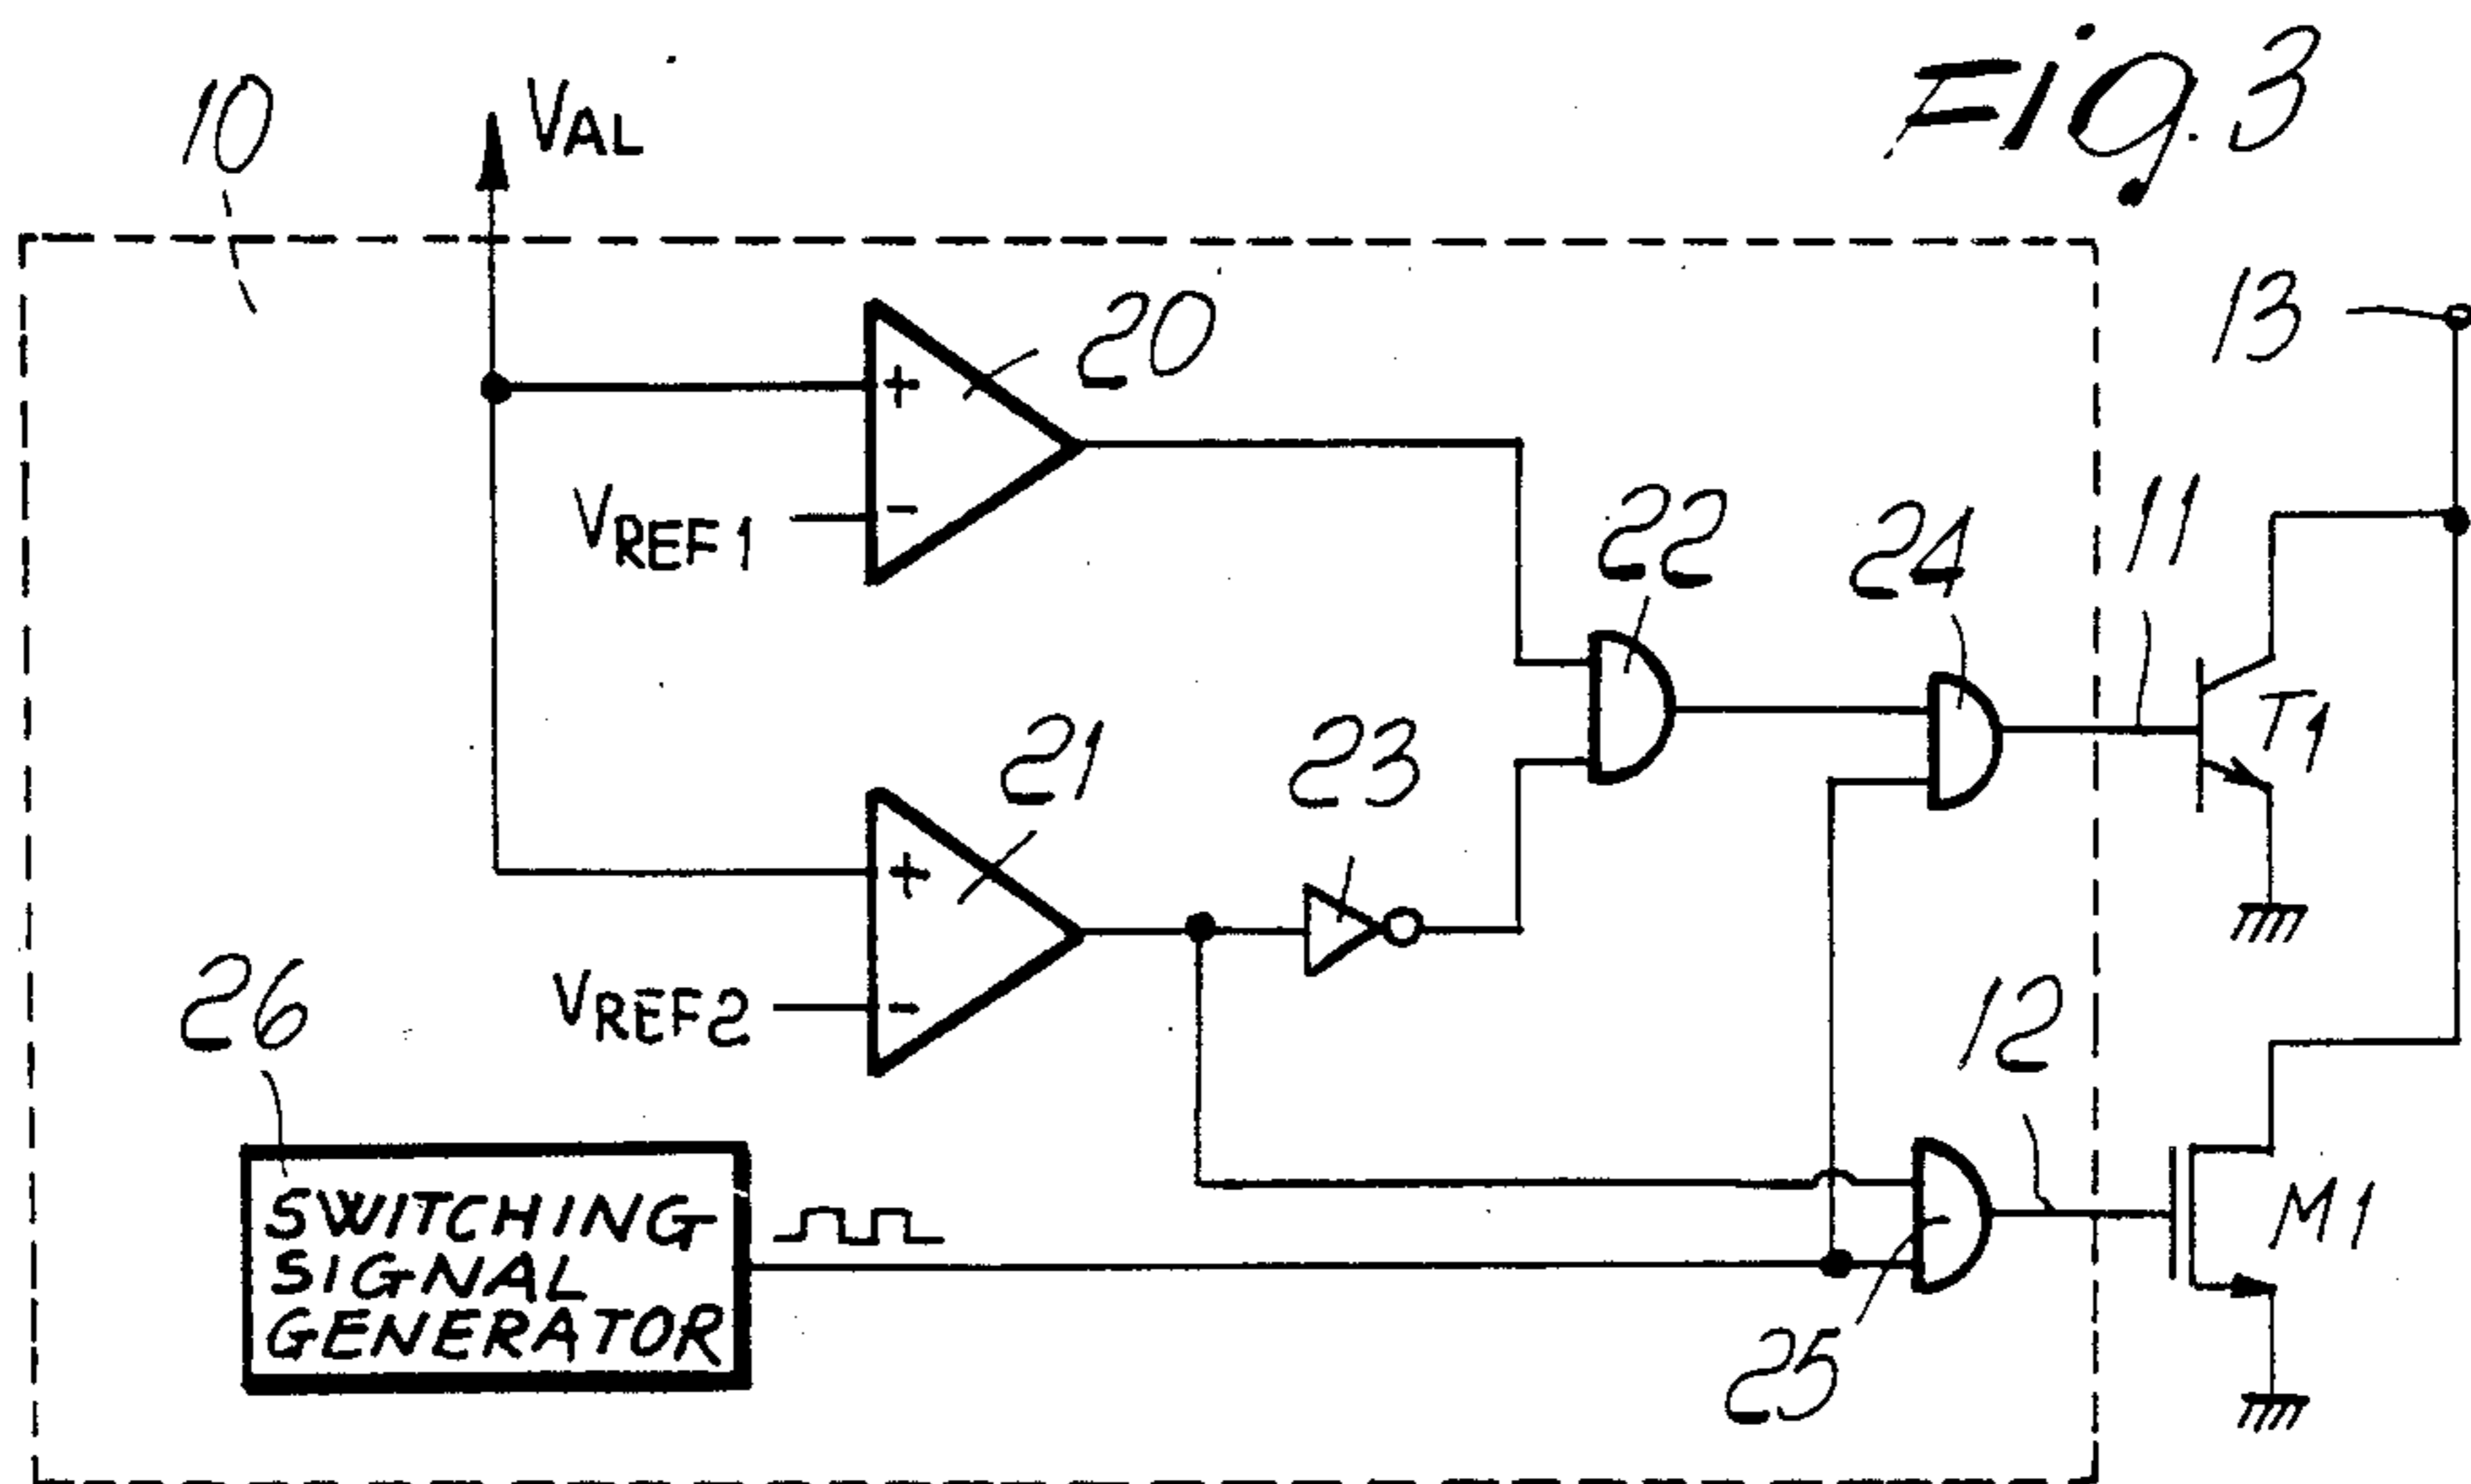 Fig. 3
10
VAL
20
13
+
-
VREF1
22
24
11
T1
21
23
+
-
VREF2
26
12
SWITCHING
SIGNAL
GENERATOR
M1
25